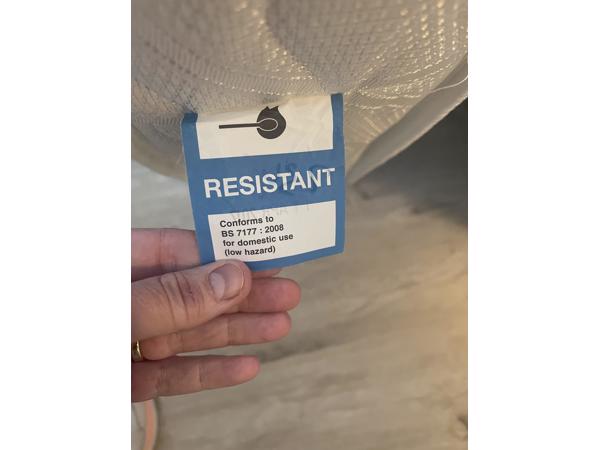 RESISTANT
Conforms to
BS 7177 : 2008
for domestic use
(low hazard)